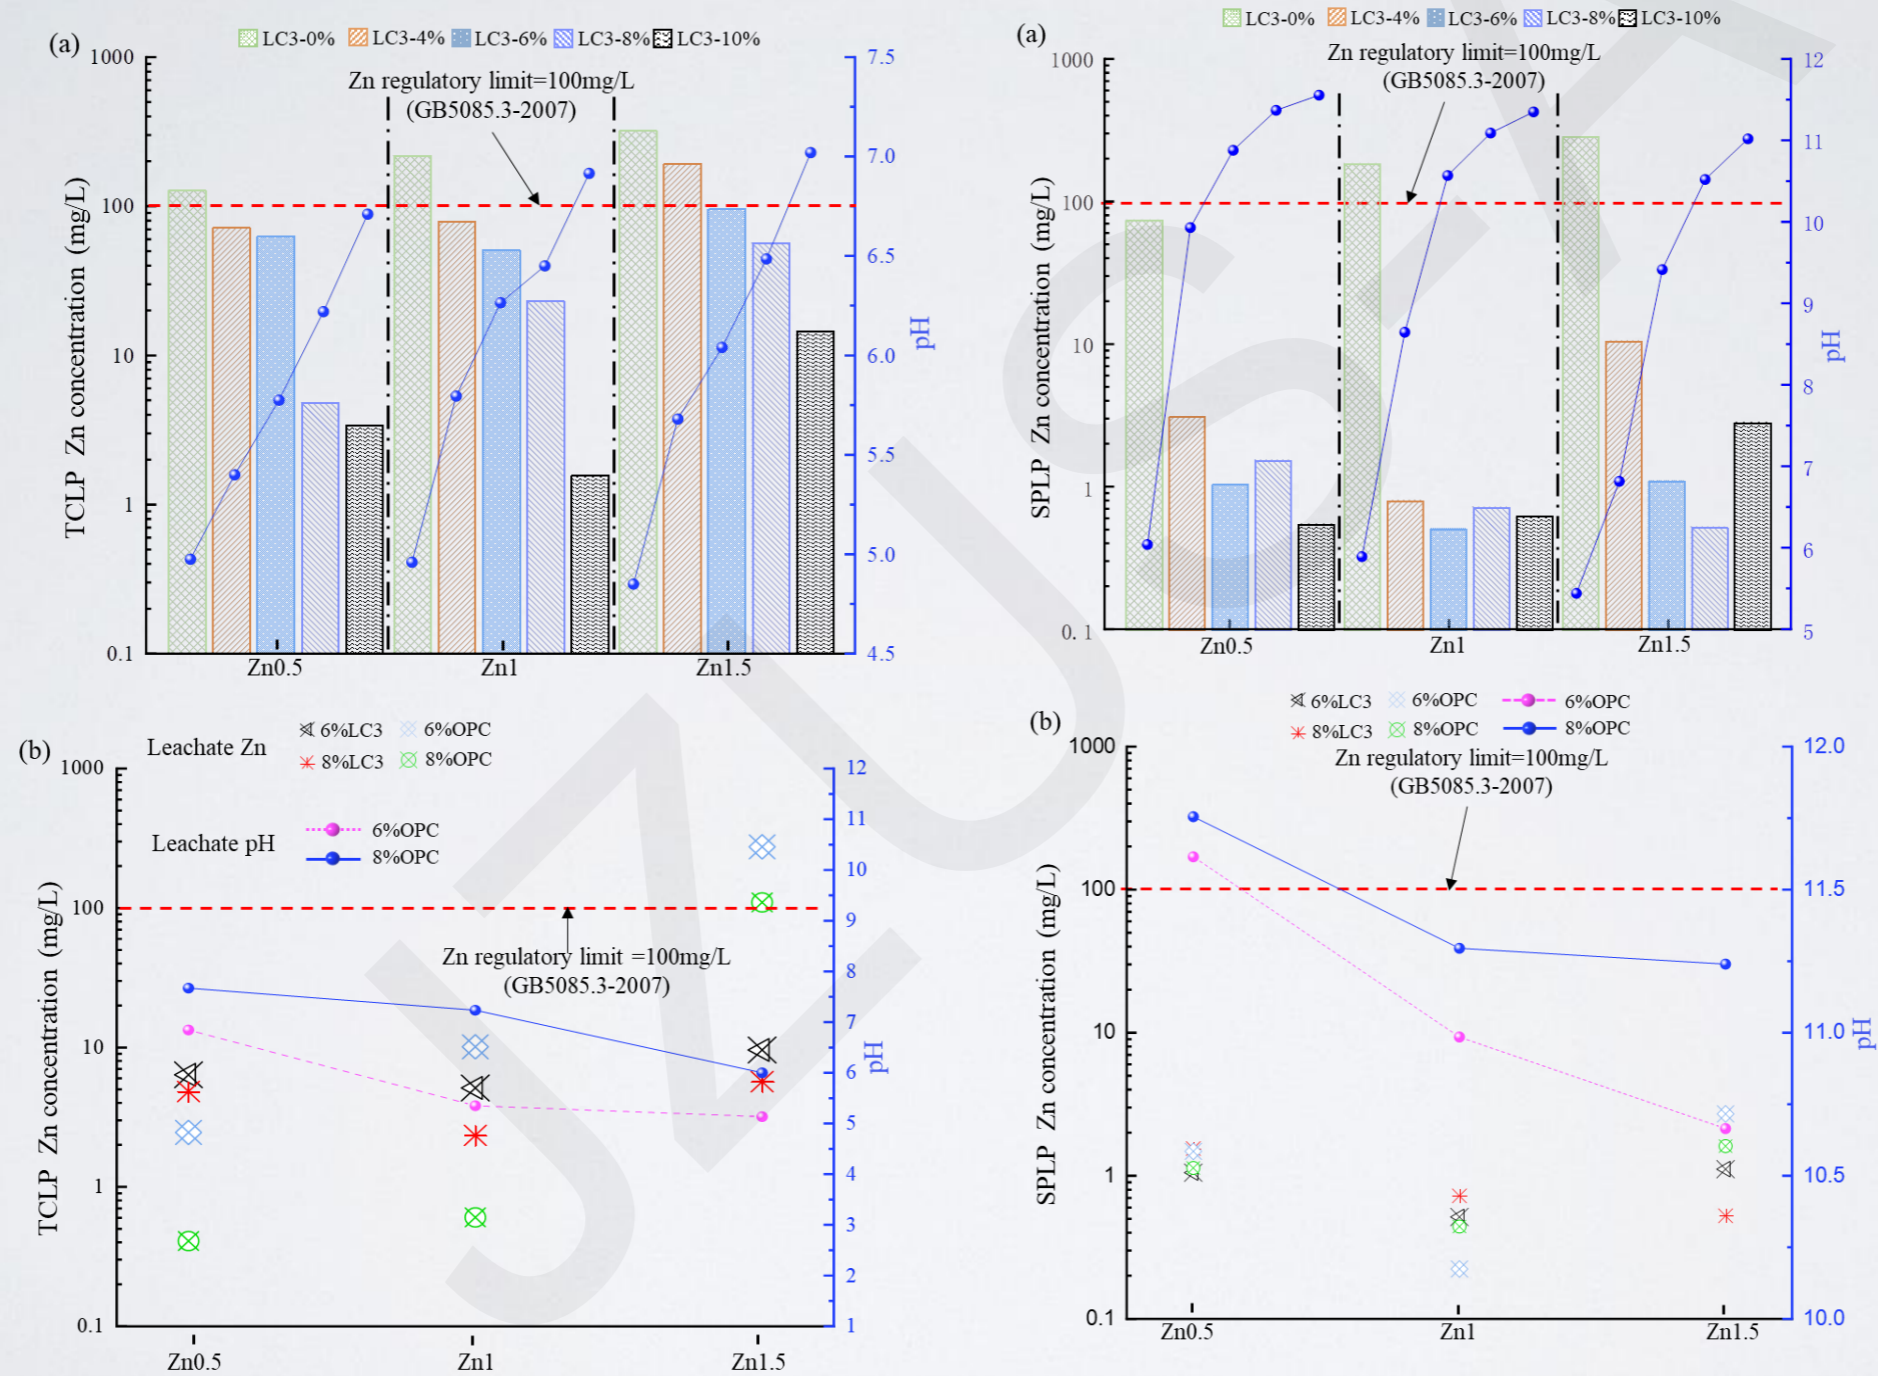 (a)
LC3-0% LC3-4% LC3-6% LC3-8% LC3-10%
Zn regulatory limit=100mg/L
(GB5085.3-2007)
TCLP Zn concentration (mg/L)
1000
100
10
1
0.1
7.5
7.0
6.5
6.0
5.5
5.0
4.5
pH
Zn0.5 Zn1 Zn1.5
(a)
LC3-0% LC3-4% LC3-6% LC3-8% LC3-10%
Zn regulatory limit=100mg/L
(GB5085.3-2007)
SPLP Zn concentration (mg/L)
1000
100
10
1
0.1
12
11
10
9
8
7
6
5
pH
Zn0.5 Zn1 Zn1.5
(b)
Leachate Zn
6%LC3 6%OPC
8%LC3 8%OPC
Leachate pH
6%OPC
8%OPC
Zn regulatory limit =100mg/L
(GB5085.3-2007)
TCLP Zn concentration (mg/L)
1000
100
10
1
0.1
12
11
10
9
8
7
6
5
4
3
2
1
pH
Zn0.5 Zn1 Zn1.5
(b)
6%LC3 6%OPC 6%OPC
8%LC3 8%OPC 8%OPC
Zn regulatory limit=100mg/L
(GB5085.3-2007)
SPLP Zn concentration (mg/L)
1000
100
10
1
0.1
12.0
11.5
11.0
10.5
10.0
pH
Zn0.5 Zn1 Zn1.5
JZUS-A